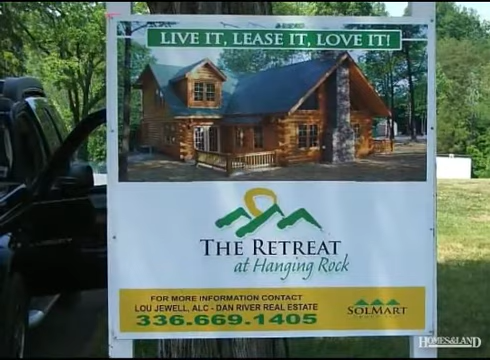 LIVE IT, LEASE IT, LOVE IT!
THE RETREAT
at Hanging Rock
FOR MORE INFORMATION CONTACT
LOU JEWELL, ALC - DAN RIVER REAL ESTATE
336.669.1405
SOLMART
HOMES&LAND